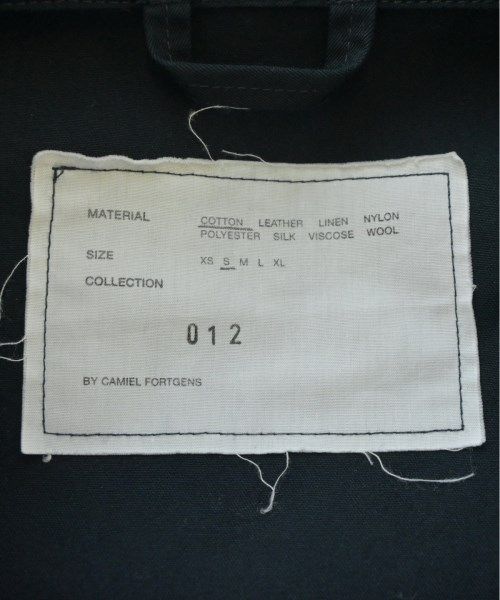 MATERIAL COTTON LEATHER LINEN NYLON
POLYESTER SILK VISCOSE WOOL
SIZE XS S M L XL
COLLECTION
012
BY CAMIEL FORTGENS